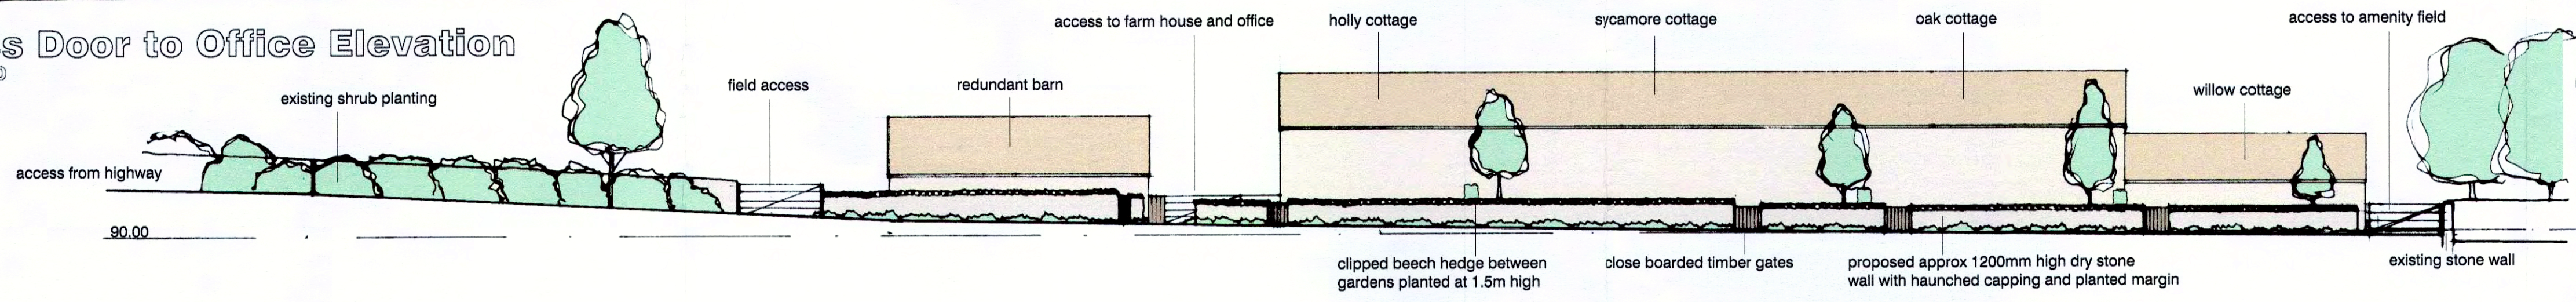 s Door to Office Elevation
access to farm house and office
holly cottage
sycamore cottage
oak cottage
access to amenity field
existing shrub planting
field access
redundant barn
willow cottage
access from highway
90.00
clipped beech hedge between
gardens planted at 1.5m high
close boarded timber gates
proposed approx 1200mm high dry stone
wall with haunched capping and planted margin
existing stone wall